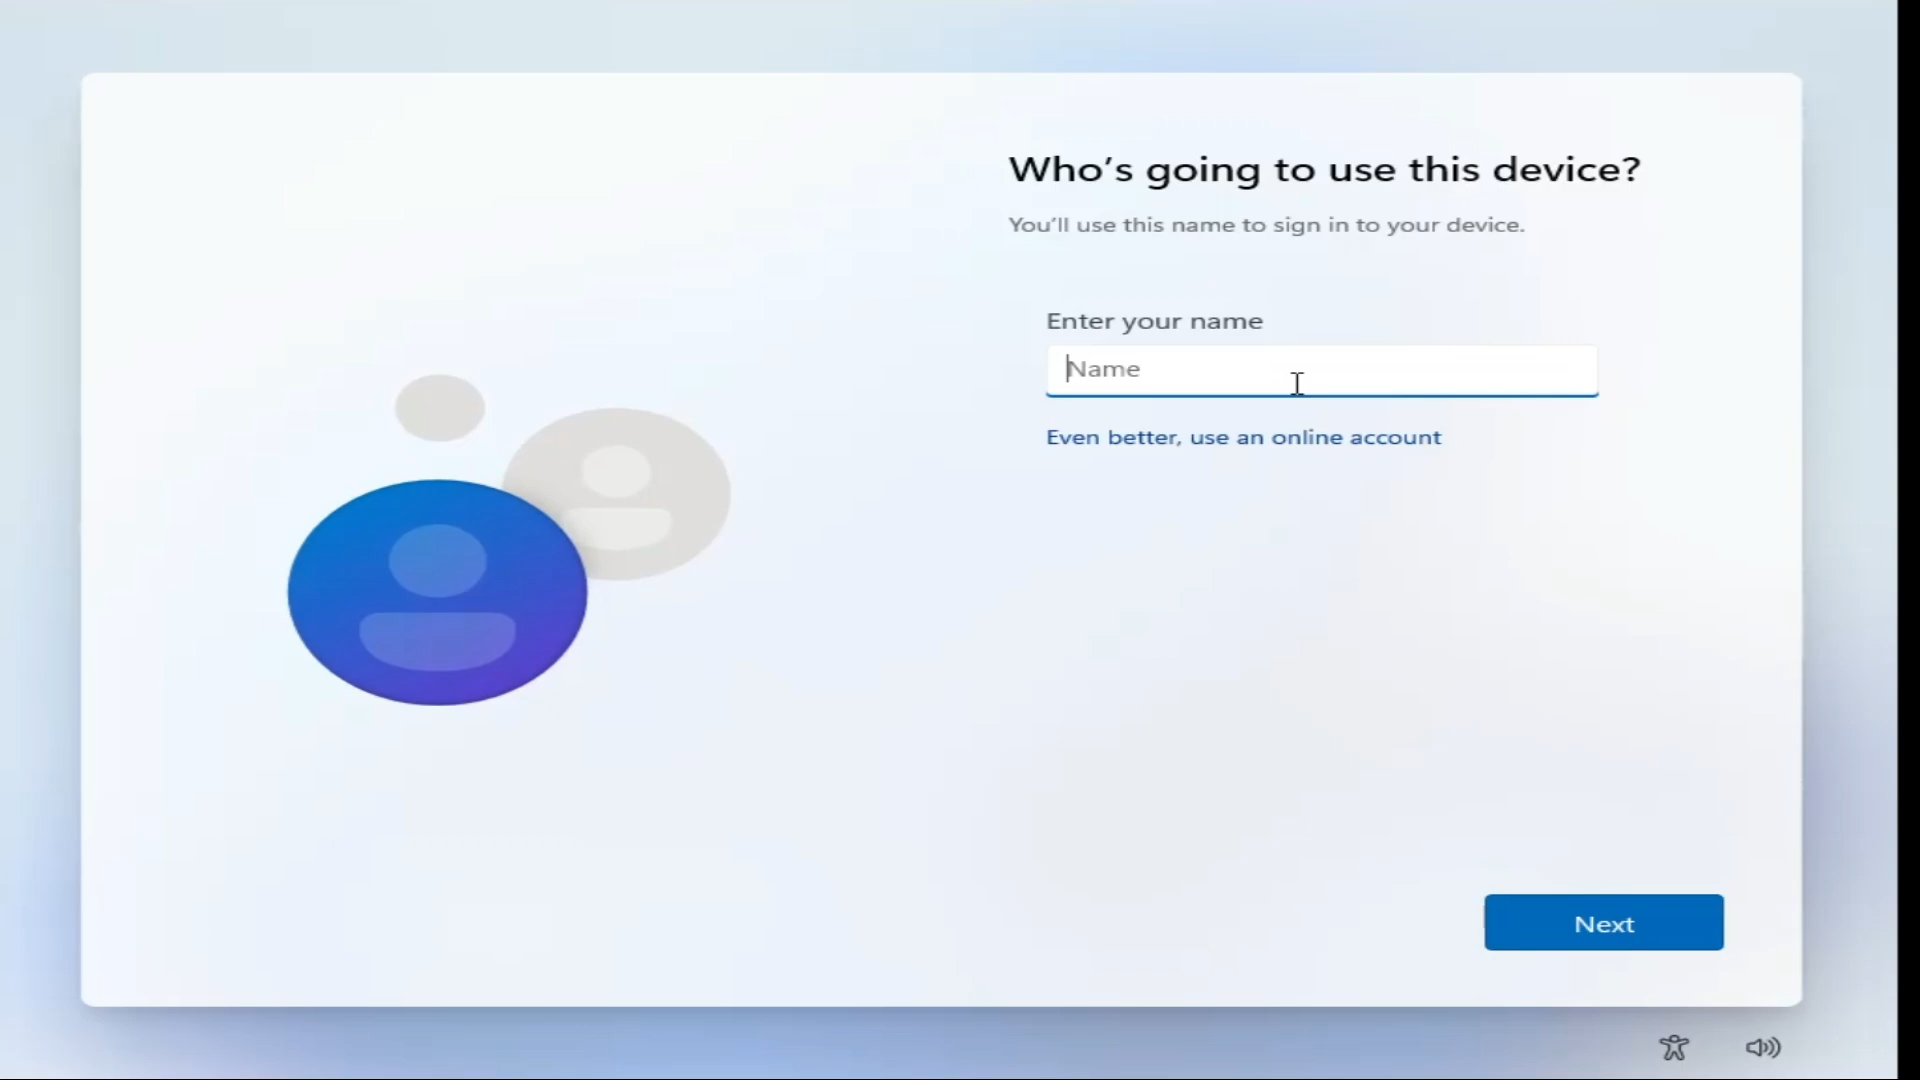 Who's going to use this device?
You'll use this name to sign in to your device.
Enter your name
Name
Even better, use an online account
Next